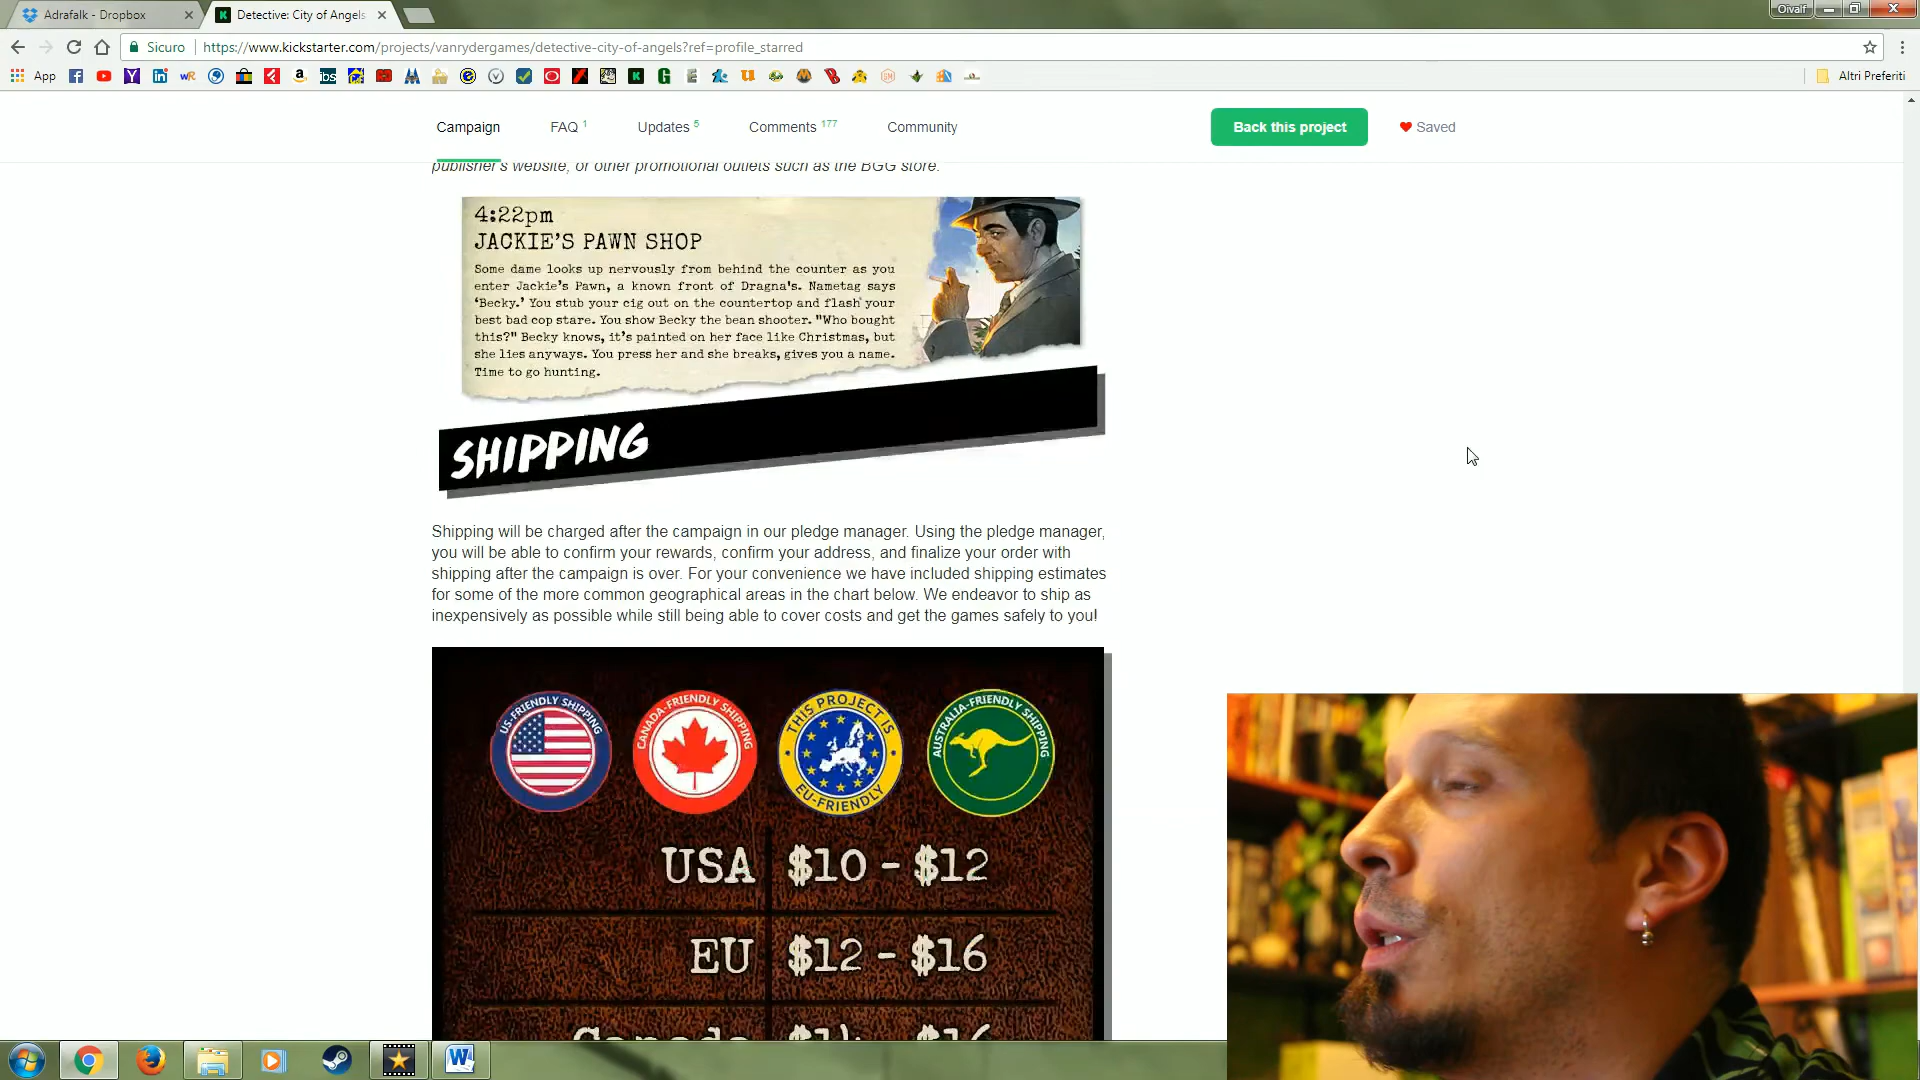 Adrafalk - Dropbox
Detective: City of Angels
Oivalf
Sicuro
https://www.kickstarter.com/projects/vanrydergames/detective-city-of-angels?ref=profile_starred
App
Altri Preferiti
Campaign
FAQ 1
Updates 5
Comments 177
Community
Back this project
Saved
publisher's website, or other promotional outlets such as the BGG store.
4:22pm
JACKIE'S PAWN SHOP
Some dame looks up nervously from behind the counter as you
enter Jackie's Pawn, a known front of Dragna's. Nametag says
'Becky.' You stub your cig out on the countertop and flash your
best bad cop stare. You show Becky the bean shooter. "Who bought
this?" Becky knows, it's painted on her face like Christmas, but
she lies anyways. You press her and she breaks, gives you a name.
Time to go hunting.
SHIPPING
Shipping will be charged after the campaign in our pledge manager. Using the pledge manager,
you will be able to confirm your rewards, confirm your address, and finalize your order with
shipping after the campaign is over. For your convenience we have included shipping estimates
for some of the more common geographical areas in the chart below. We endeavor to ship as
inexpensively as possible while still being able to cover costs and get the games safely to you!
US-FRIENDLY SHIPPING
CANADA-FRIENDLY SHIPPING
THIS PROJECT IS
EU-FRIENDLY
AUSTRALIA-FRIENDLY SHIPPING
USA $10 - $12
EU $12 - $16
Canada $14 - $16